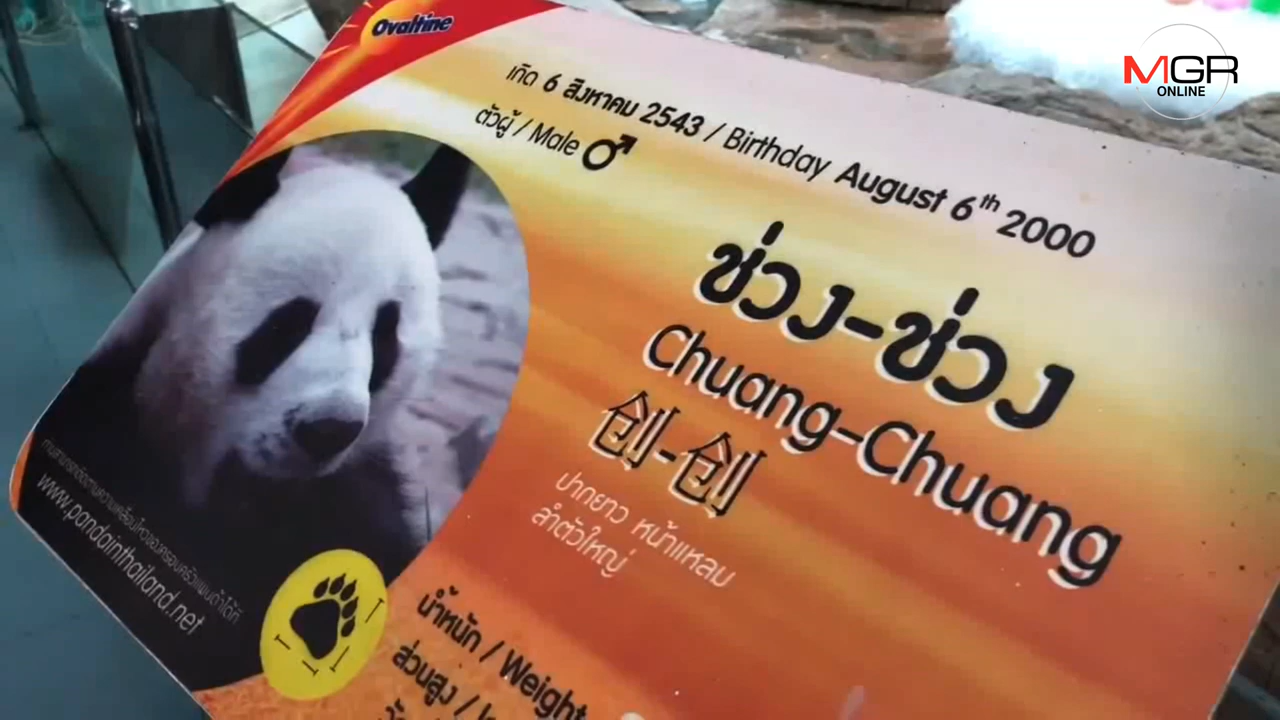 Ovaltine
MGR
ONLINE
เกิด 6 สิงหาคม 2543 / Birthday August 6th 2000
ตัวผู้ / Male ♂
ช่วง-ช่วง
Chuang-Chuang
创-创
ปากยาว หน้าแหลม
ลำตัวใหญ่
www.pandainthailand.net
น้ำหนัก / Weight
ส่วนสูง /